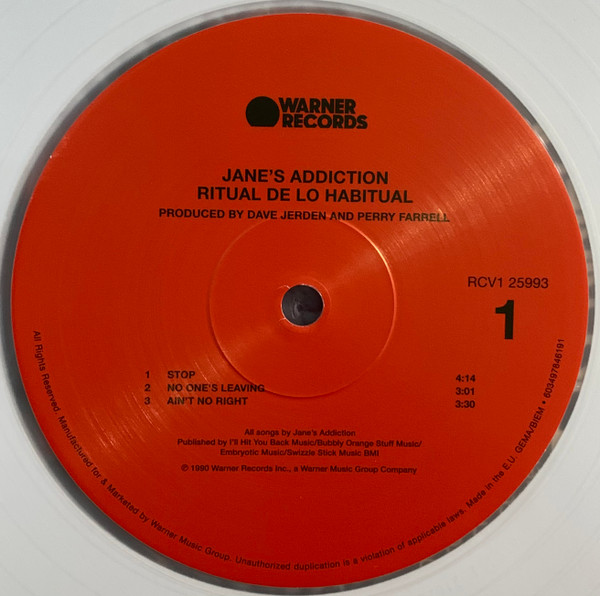 WARNER
RECORDS
JANE'S ADDICTION
RITUAL DE LO HABITUAL
PRODUCED BY DAVE JERDEN AND PERRY FARRELL
RCV1 25993
1
1 STOP 4:14
2 NO ONE'S LEAVING 3:01
3 AIN'T NO RIGHT 3:30
All songs by Jane's Addiction
Published by I'll Hit You Back Music/Bubbly Orange Stuff Music/
Embryotic Music/Swizzle Stick Music BMI
℗ 1990 Warner Records Inc., a Warner Music Group Company
All Rights Reserved. Manufactured for & Marketed by Warner Music Group. Unauthorized duplication is a violation of applicable laws. Made in the E.U. GEMA/BIEM • 603497846191